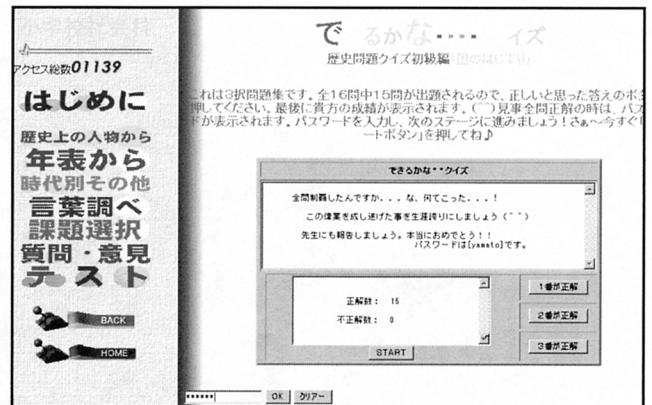 小学校社会科
アクセス総数01139
はじめに
歴史上の人物から
年表から
時代別その他
言葉調べ
課題選択
質問・意見
テスト
BACK
HOME
で るかな・・・・ イズ
歴史問題クイズ初級編
これは3択問題集です。全16問中15問が出題されるので、正しいと思った答えのボタ
押してください。最後に貴方の成績が表示されます。(^^)見事全問正解の時は、パス
ドが表示されます。パスワードを入力し、次のステージに進みましょう!さぁ~今すぐ
ートボタン」を押してね♪
できるかな・・クイズ
全問制覇したんですか...な、何てこった...!
この偉業を成し遂げた事を生涯誇りにしましょう(^^)
先生にも報告しましょう。本当におめでとう!!
パスワードは[yamato]です。
正解数: 15
不正解数: 0
START
1番が正解
2番が正解
3番が正解
******
OK クリアー